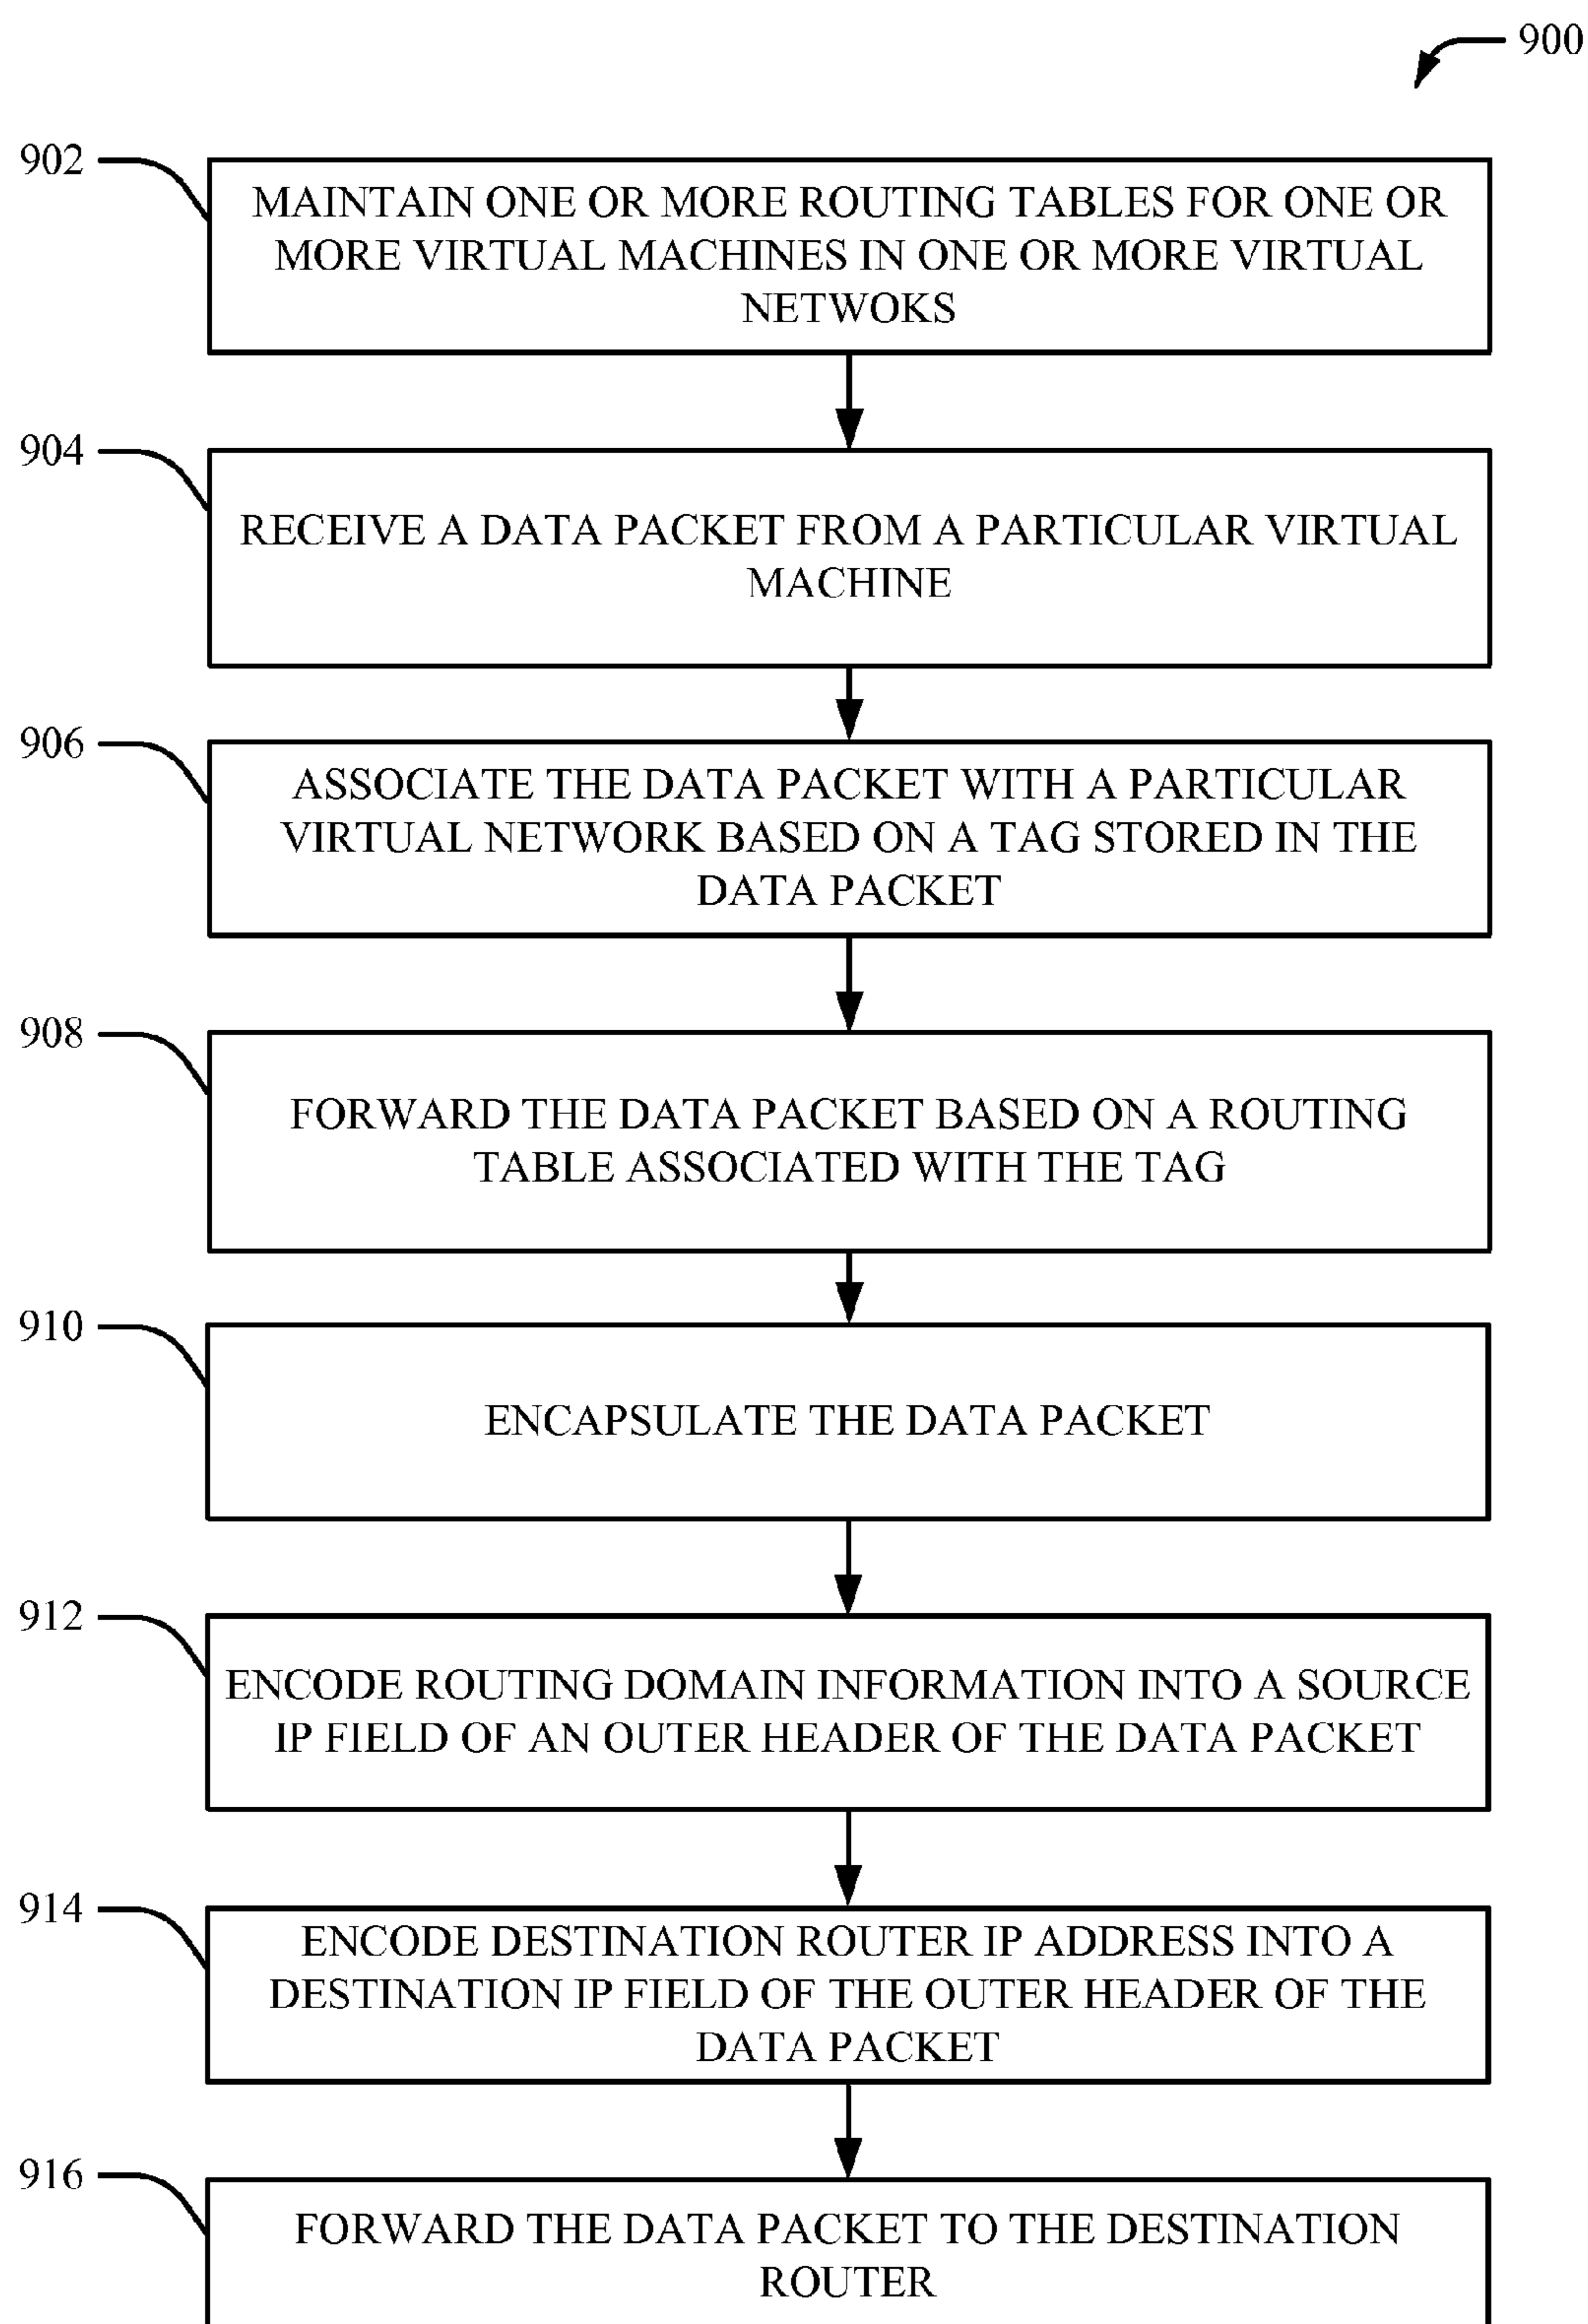 900
902
MAINTAIN ONE OR MORE ROUTING TABLES FOR ONE OR
MORE VIRTUAL MACHINES IN ONE OR MORE VIRTUAL
NETWOKS
904
RECEIVE A DATA PACKET FROM A PARTICULAR VIRTUAL
MACHINE
906
ASSOCIATE THE DATA PACKET WITH A PARTICULAR
VIRTUAL NETWORK BASED ON A TAG STORED IN THE
DATA PACKET
908
FORWARD THE DATA PACKET BASED ON A ROUTING
TABLE ASSOCIATED WITH THE TAG
910
ENCAPSULATE THE DATA PACKET
912
ENCODE ROUTING DOMAIN INFORMATION INTO A SOURCE
IP FIELD OF AN OUTER HEADER OF THE DATA PACKET
914
ENCODE DESTINATION ROUTER IP ADDRESS INTO A
DESTINATION IP FIELD OF THE OUTER HEADER OF THE
DATA PACKET
916
FORWARD THE DATA PACKET TO THE DESTINATION
ROUTER